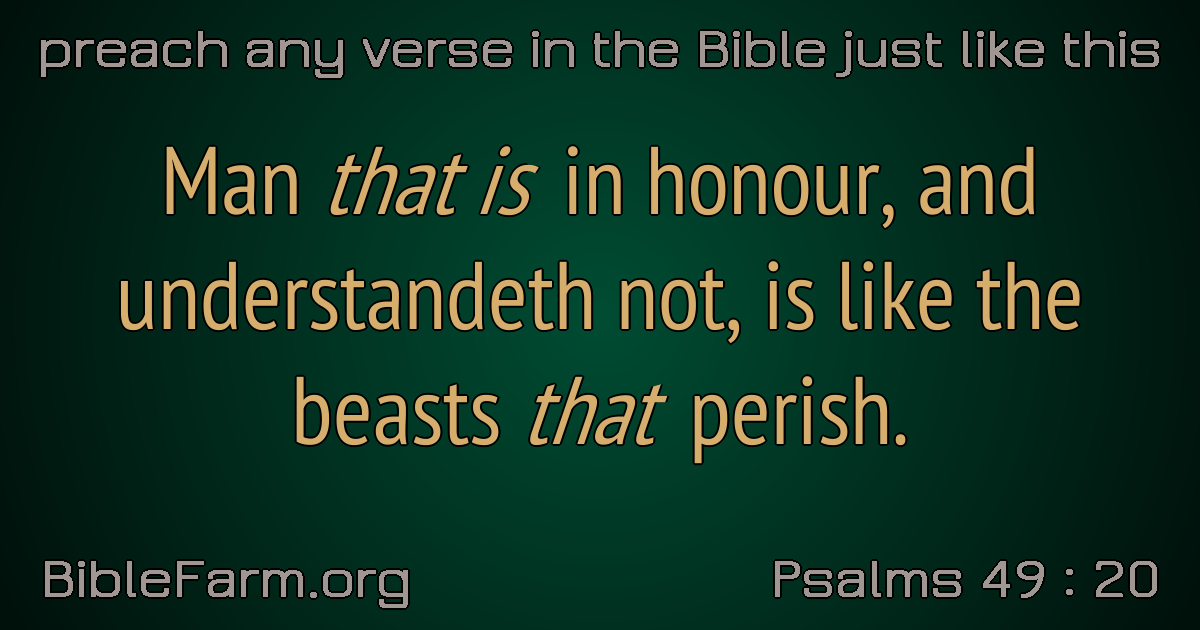 preach any verse in the Bible just like this
Man that is in honour, and
understandeth not, is like the
beasts that perish.
BibleFarm.org
Psalms 49 : 20